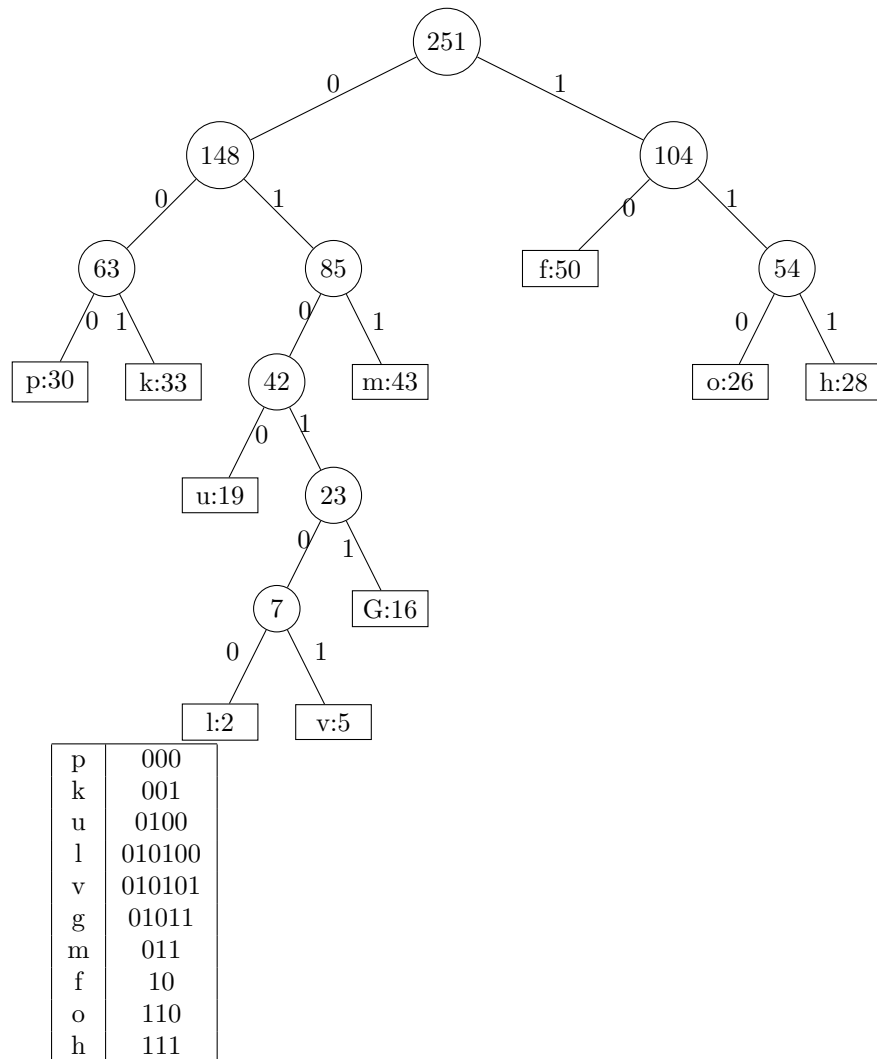 251
0 1
148 104
0 1 0 1
63 85 f:50 54
0 1 0 1 0 1
p:30 k:33 42 m:43 o:26 h:28
0 1
u:19 23
0 1
7 G:16
0 1
l:2 v:5
p 000
k 001
u 0100
l 010100
v 010101
g 01011
m 011
f 10
o 110
h 111